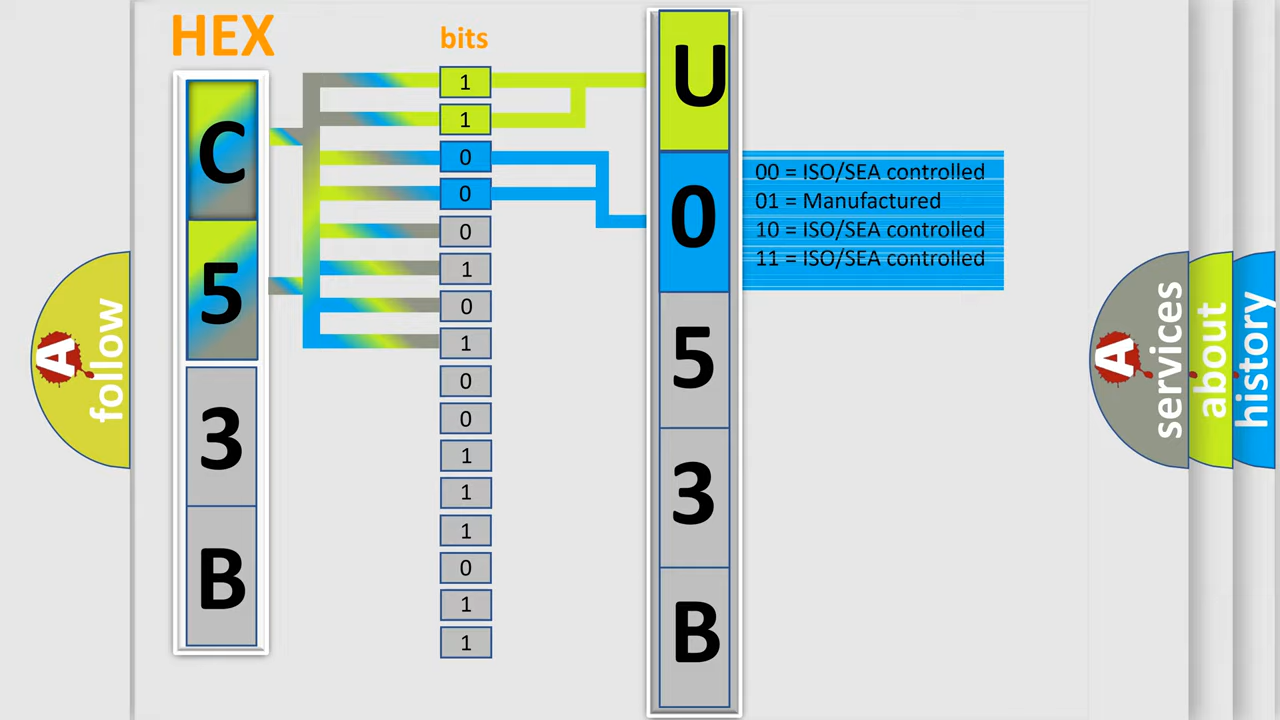 HEX
bits
C
5
3
B
1
1
0
0
0
1
0
1
0
0
1
1
1
0
1
1
U
0
5
3
B
00 = ISO/SEA controlled
01 = Manufactured
10 = ISO/SEA controlled
11 = ISO/SEA controlled
A
follow
A
services
about
history